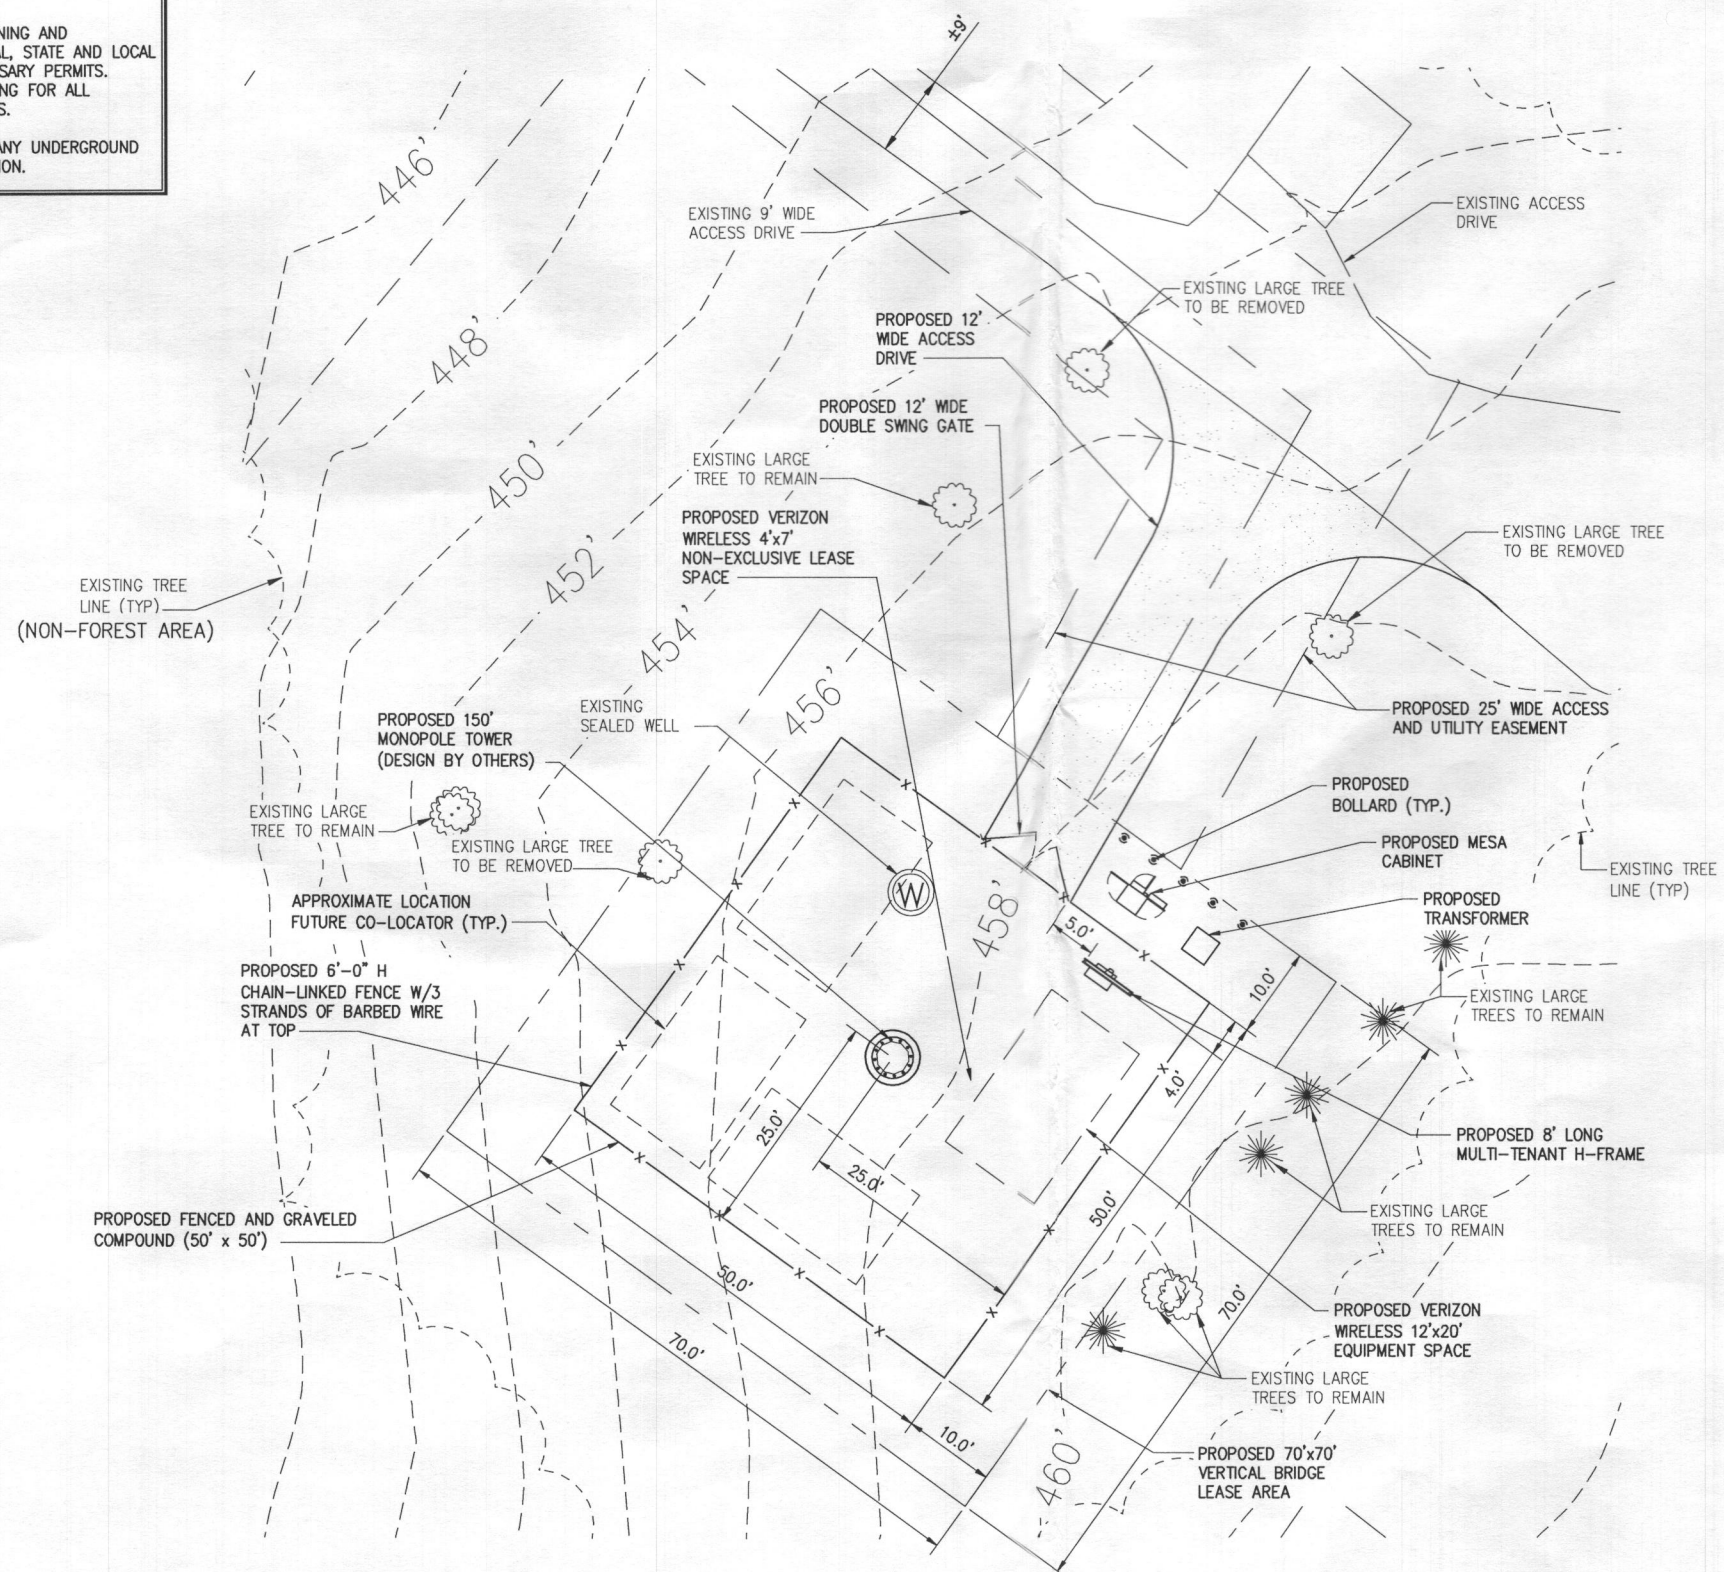 NING AND
AL, STATE AND LOCAL
SARY PERMITS.
NG FOR ALL
S.
ANY UNDERGROUND
ION.
±9'
446'
448'
450'
452'
454'
456'
458'
460'
EXISTING 9' WIDE
ACCESS DRIVE
EXISTING ACCESS
DRIVE
EXISTING LARGE TREE
TO BE REMOVED
PROPOSED 12'
WIDE ACCESS
DRIVE
PROPOSED 12' WIDE
DOUBLE SWING GATE
EXISTING LARGE
TREE TO REMAIN
PROPOSED VERIZON
WIRELESS 4'x7'
NON-EXCLUSIVE LEASE
SPACE
EXISTING LARGE TREE
TO BE REMOVED
EXISTING TREE
LINE (TYP)
(NON-FOREST AREA)
EXISTING
SEALED WELL
PROPOSED 150'
MONOPOLE TOWER
(DESIGN BY OTHERS)
PROPOSED 25' WIDE ACCESS
AND UTILITY EASEMENT
PROPOSED
BOLLARD (TYP.)
EXISTING LARGE
TREE TO REMAIN
EXISTING LARGE TREE
TO BE REMOVED
PROPOSED MESA
CABINET
EXISTING TREE
LINE (TYP)
W
APPROXIMATE LOCATION
FUTURE CO-LOCATOR (TYP.)
PROPOSED
TRANSFORMER
5.0'
PROPOSED 6'-0" H
CHAIN-LINKED FENCE W/3
STRANDS OF BARBED WIRE
AT TOP
10.0'
EXISTING LARGE
TREES TO REMAIN
4.0'
25.0'
25.0'
PROPOSED 8' LONG
MULTI-TENANT H-FRAME
50.0'
PROPOSED FENCED AND GRAVELED
COMPOUND (50' x 50')
EXISTING LARGE
TREES TO REMAIN
50.0'
70.0'
70.0'
PROPOSED VERIZON
WIRELESS 12'x20'
EQUIPMENT SPACE
EXISTING LARGE
TREES TO REMAIN
10.0'
PROPOSED 70'x70'
VERTICAL BRIDGE
LEASE AREA